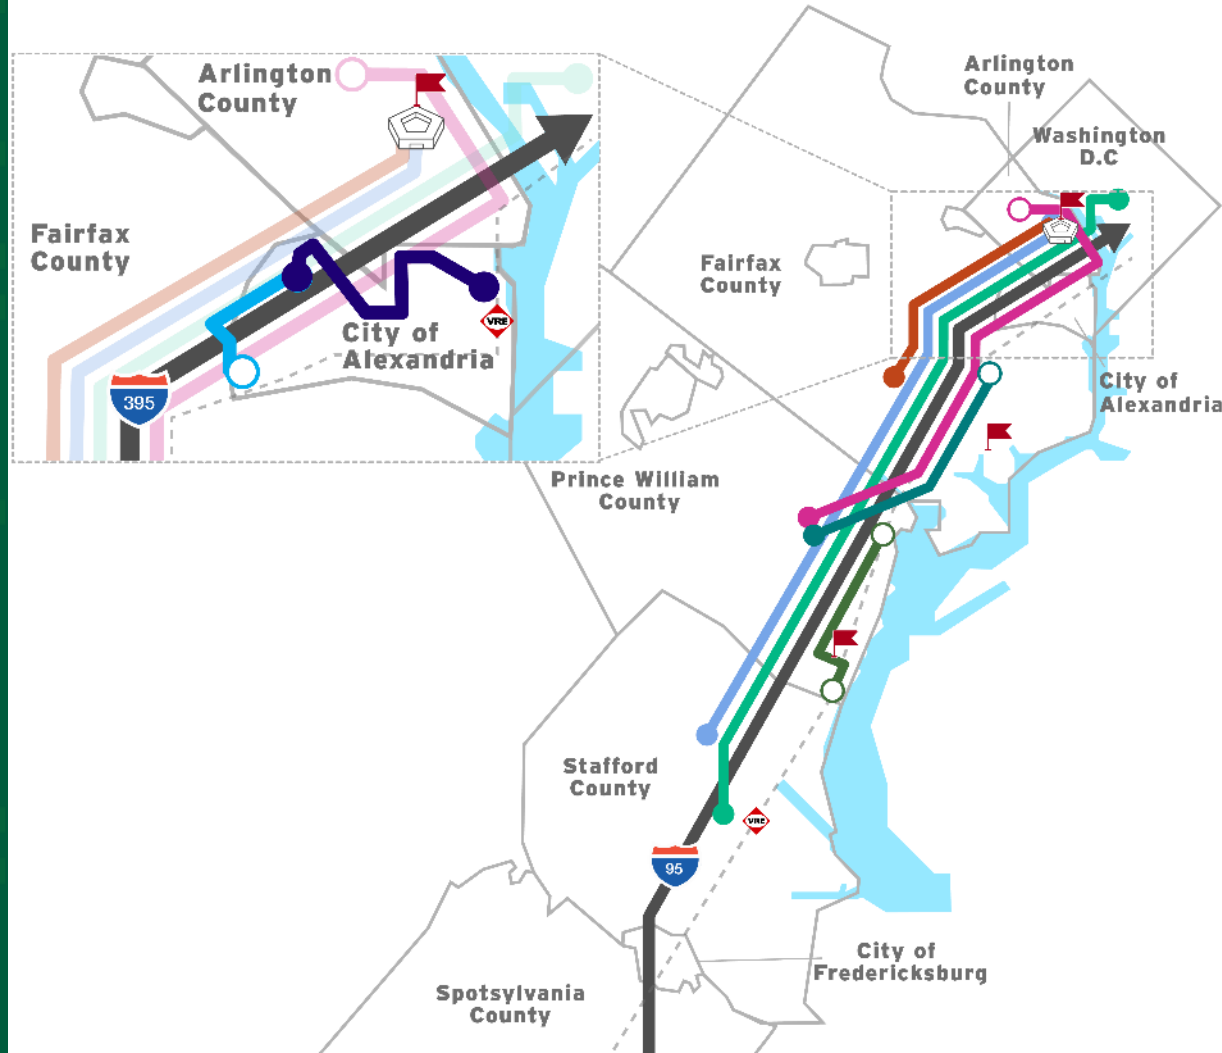 Arlington
County
Fairfax
County
City of
Alexandria
VRE
395
Arlington
County
Washington
D.C
Fairfax
County
City of
Alexandria
Prince William
County
Stafford
County
VRE
95
City of
Fredericksburg
Spotsylvania
County